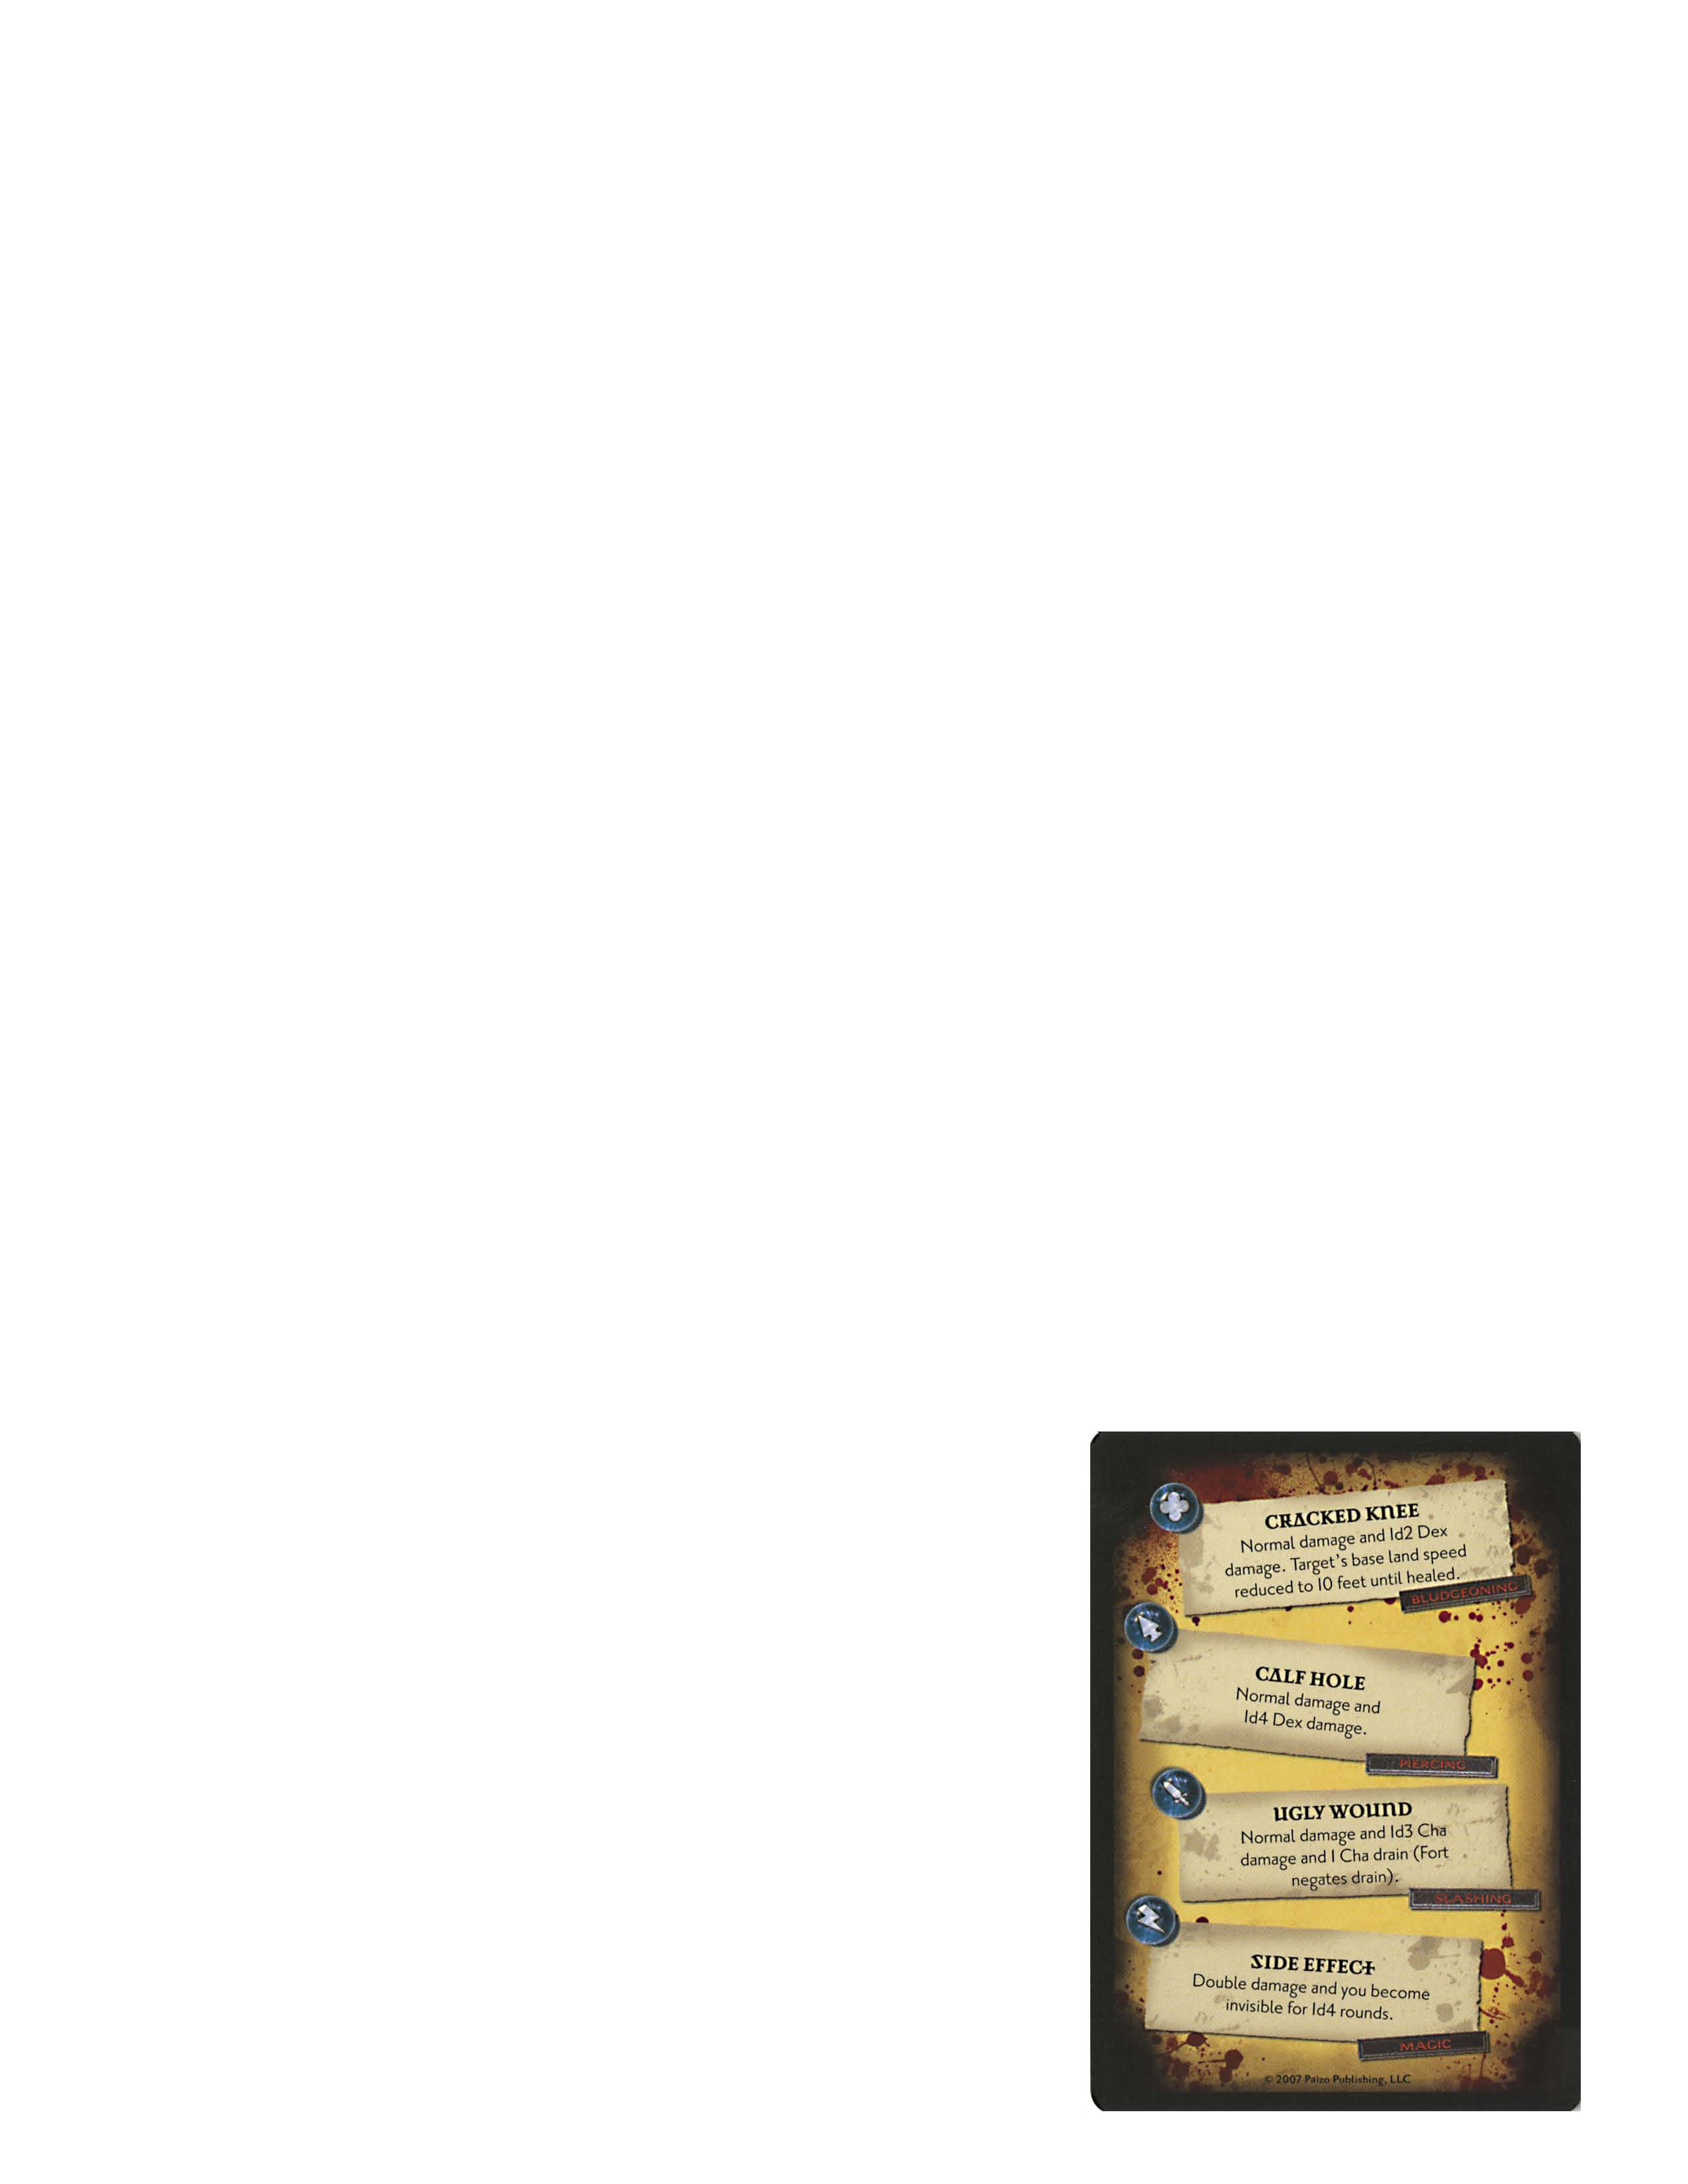 CRACKED KNEE
Normal damage and 1d2 Dex
damage. Target's base land speed
reduced to 10 feet until healed.
BLUDGEONING
CALF HOLE
Normal damage and
1d4 Dex damage.
PIERCING
UGLY WOUND
Normal damage and 1d3 Cha
damage and 1 Cha drain (Fort
negates drain).
SLASHING
SIDE EFFECT
Double damage and you become
invisible for 1d4 rounds.
MAGIC
© 2007 Paizo Publishing, LLC